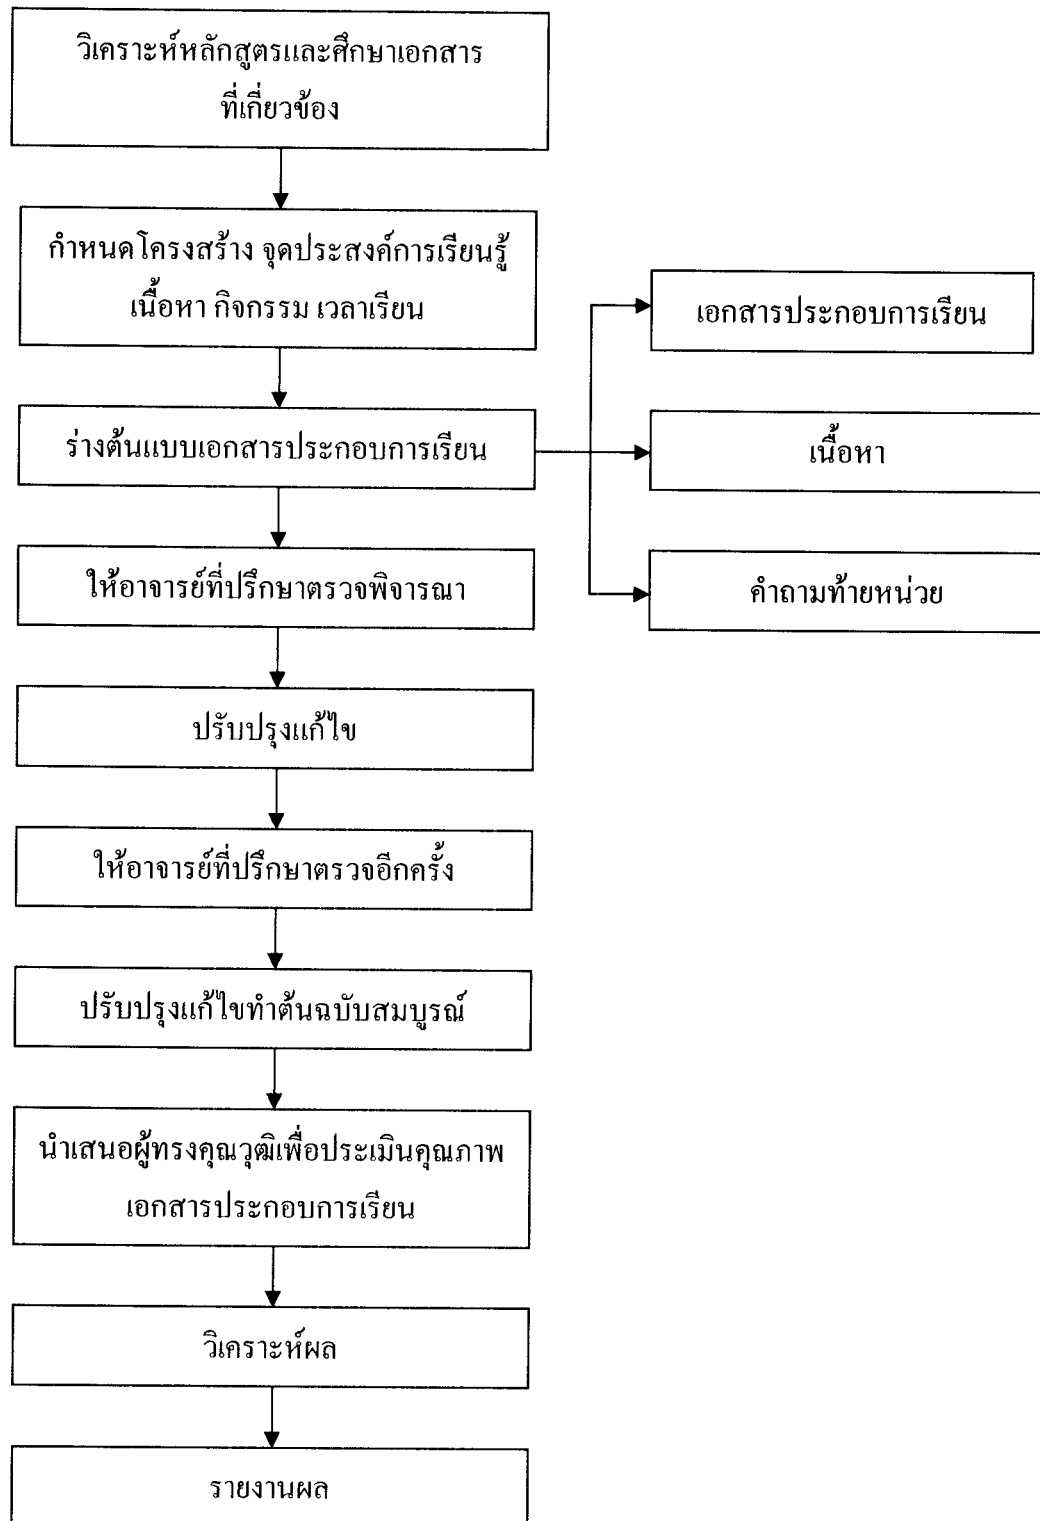 วิเคราะห์หลักสูตรและศึกษาเอกสาร
ที่เกี่ยวข้อง
กำหนดโครงสร้าง จุดประสงค์การเรียนรู้
เนื้อหา กิจกรรม เวลาเรียน
ร่างต้นแบบเอกสารประกอบการเรียน
เอกสารประกอบการเรียน
เนื้อหา
คำถามท้ายหน่วย
ให้อาจารย์ที่ปรึกษาตรวจพิจารณา
ปรับปรุงแก้ไข
ให้อาจารย์ที่ปรึกษาตรวจอีกครั้ง
ปรับปรุงแก้ไขทำต้นฉบับสมบูรณ์
นำเสนอผู้ทรงคุณวุฒิเพื่อประเมินคุณภาพ
เอกสารประกอบการเรียน
วิเคราะห์ผล
รายงานผล